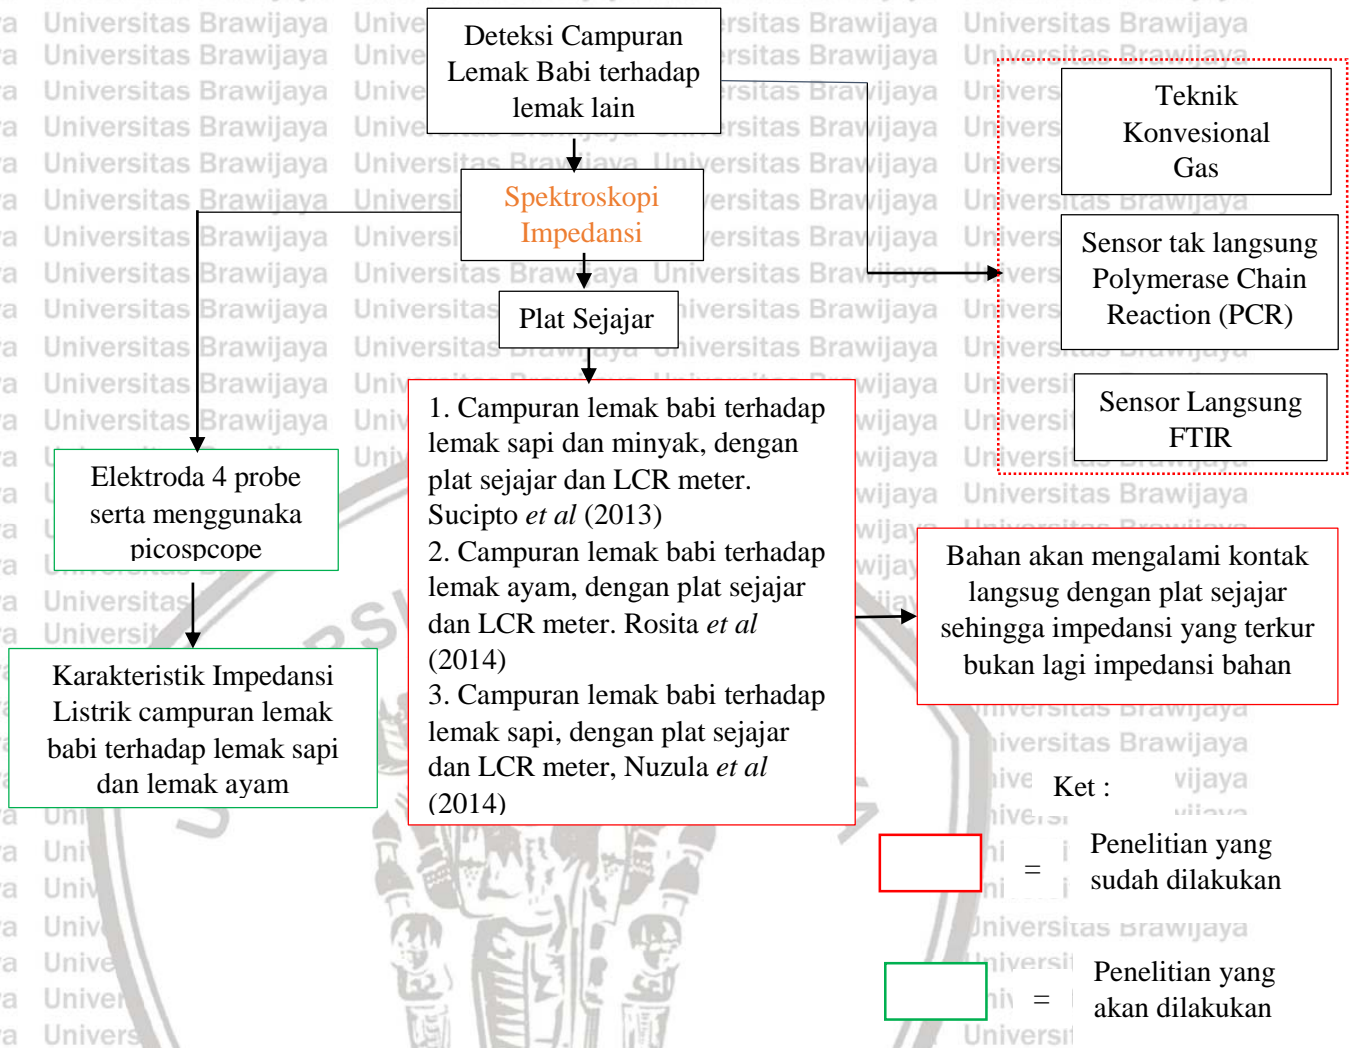 Deteksi Campuran
Lemak Babi terhadap
lemak lain
Spektroskopi
Impedansi
Plat Sejajar
Teknik
Konvesional
Gas
Sensor tak langsung
Polymerase Chain
Reaction (PCR)
Sensor Langsung
FTIR
Elektroda 4 probe
serta menggunaka
picospcope
Karakteristik Impedansi
Listrik campuran lemak
babi terhadap lemak sapi
dan lemak ayam
1. Campuran lemak babi terhadap
lemak sapi dan minyak, dengan
plat sejajar dan LCR meter.
Sucipto et al (2013)
2. Campuran lemak babi terhadap
lemak ayam, dengan plat sejajar
dan LCR meter. Rosita et al
(2014)
3. Campuran lemak babi terhadap
lemak sapi, dengan plat sejajar
dan LCR meter, Nuzula et al
(2014)
Bahan akan mengalami kontak
langsug dengan plat sejajar
sehingga impedansi yang terkur
bukan lagi impedansi bahan
Ket :
= Penelitian yang
sudah dilakukan
= Penelitian yang
akan dilakukan